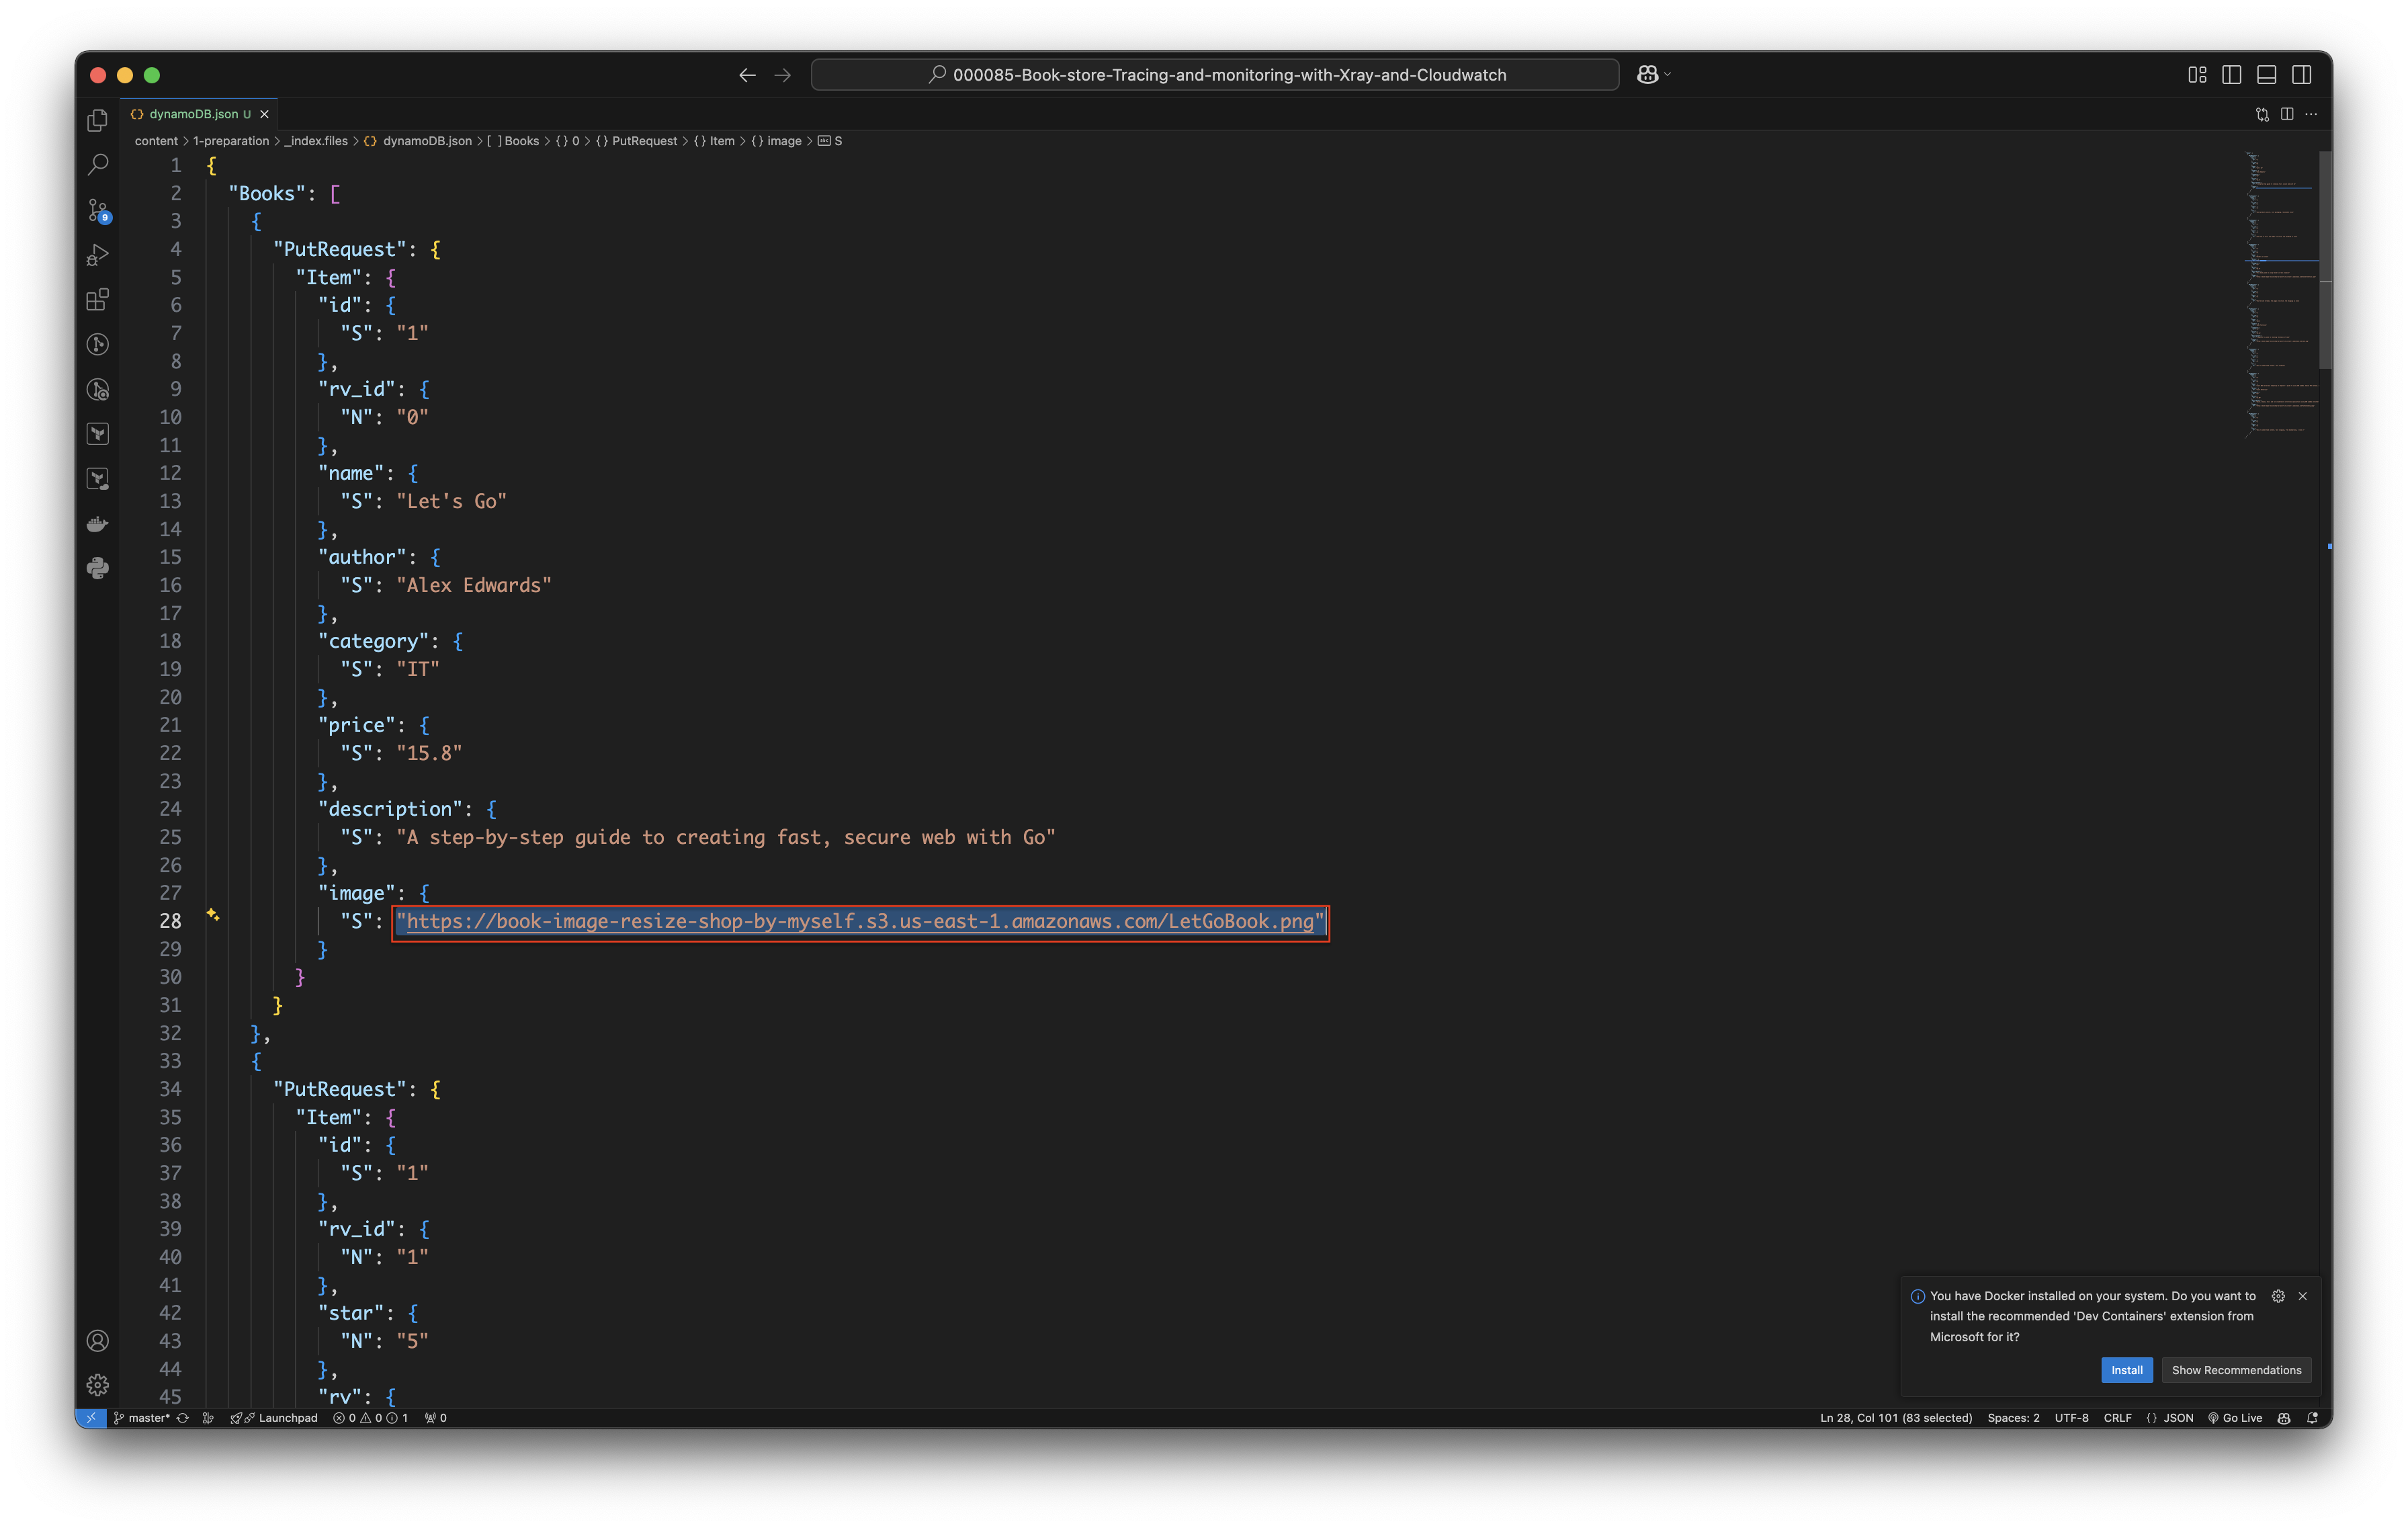 000085-Book-store-Tracing-and-monitoring-with-Xray-and-Cloudwatch
dynamoDB.json U
content > 1-preparation > _index.files > {} dynamoDB.json > [ ] Books > {} 0 > {} PutRequest > {} Item > {} image > abc S
9
1 {
2 "Books": [
3 {
4 "PutRequest": {
5 "Item": {
6 "id": {
7 "S": "1"
8 },
9 "rv_id": {
10 "N": "0"
11 },
12 "name": {
13 "S": "Let's Go"
14 },
15 "author": {
16 "S": "Alex Edwards"
17 },
18 "category": {
19 "S": "IT"
20 },
21 "price": {
22 "S": "15.8"
23 },
24 "description": {
25 "S": "A step-by-step guide to creating fast, secure web with Go"
26 },
27 "image": {
28 "S": "https://book-image-resize-shop-by-myself.s3.us-east-1.amazonaws.com/LetGoBook.png"
29 }
30 }
31 }
32 },
33 {
34 "PutRequest": {
35 "Item": {
36 "id": {
37 "S": "1"
38 },
39 "rv_id": {
40 "N": "1"
41 },
42 "star": {
43 "N": "5"
44 },
45 "rv": {
You have Docker installed on your system. Do you want to
install the recommended 'Dev Containers' extension from
Microsoft for it?
Install Show Recommendations
master* Launchpad 0 0 1 0 Ln 28, Col 101 (83 selected) Spaces: 2 UTF-8 CRLF {} JSON Go Live